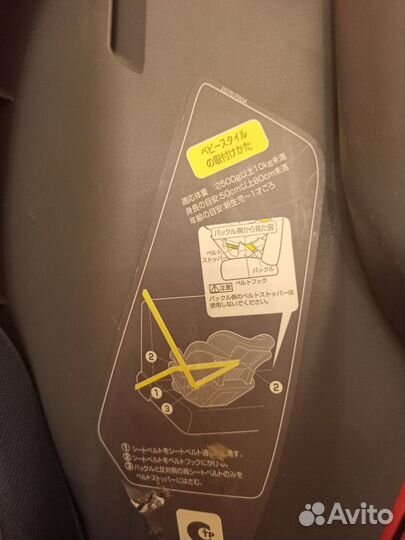 2070790A
ベビースタイル
の取付けかた
適応体重 :2500g以上10kg未満
身長の目安:50cm以上80cm未満
年齢の目安:新生児〜1才ごろ
バックル側から見た図
ベルト
ストッパー
バックル
ベルトフック
注意
バックル側のベルトストッパーは
使用しないでください。
②
①
③
②
①シートベルトをシートベルト通 す。
②シートベルトをベルトフックにかける。
③バックルと反対側の肩シートベルトのみを
ベルトストッパーにはさむ。
TP
Avito